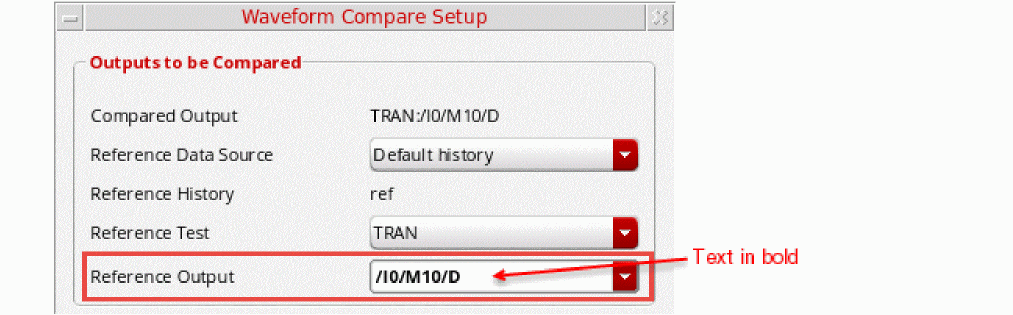 Waveform Compare Setup
Outputs to be Compared
Compared Output TRAN:/I0/M10/D
Reference Data Source Default history
Reference History ref
Reference Test TRAN
Reference Output /I0/M10/D Text in bold